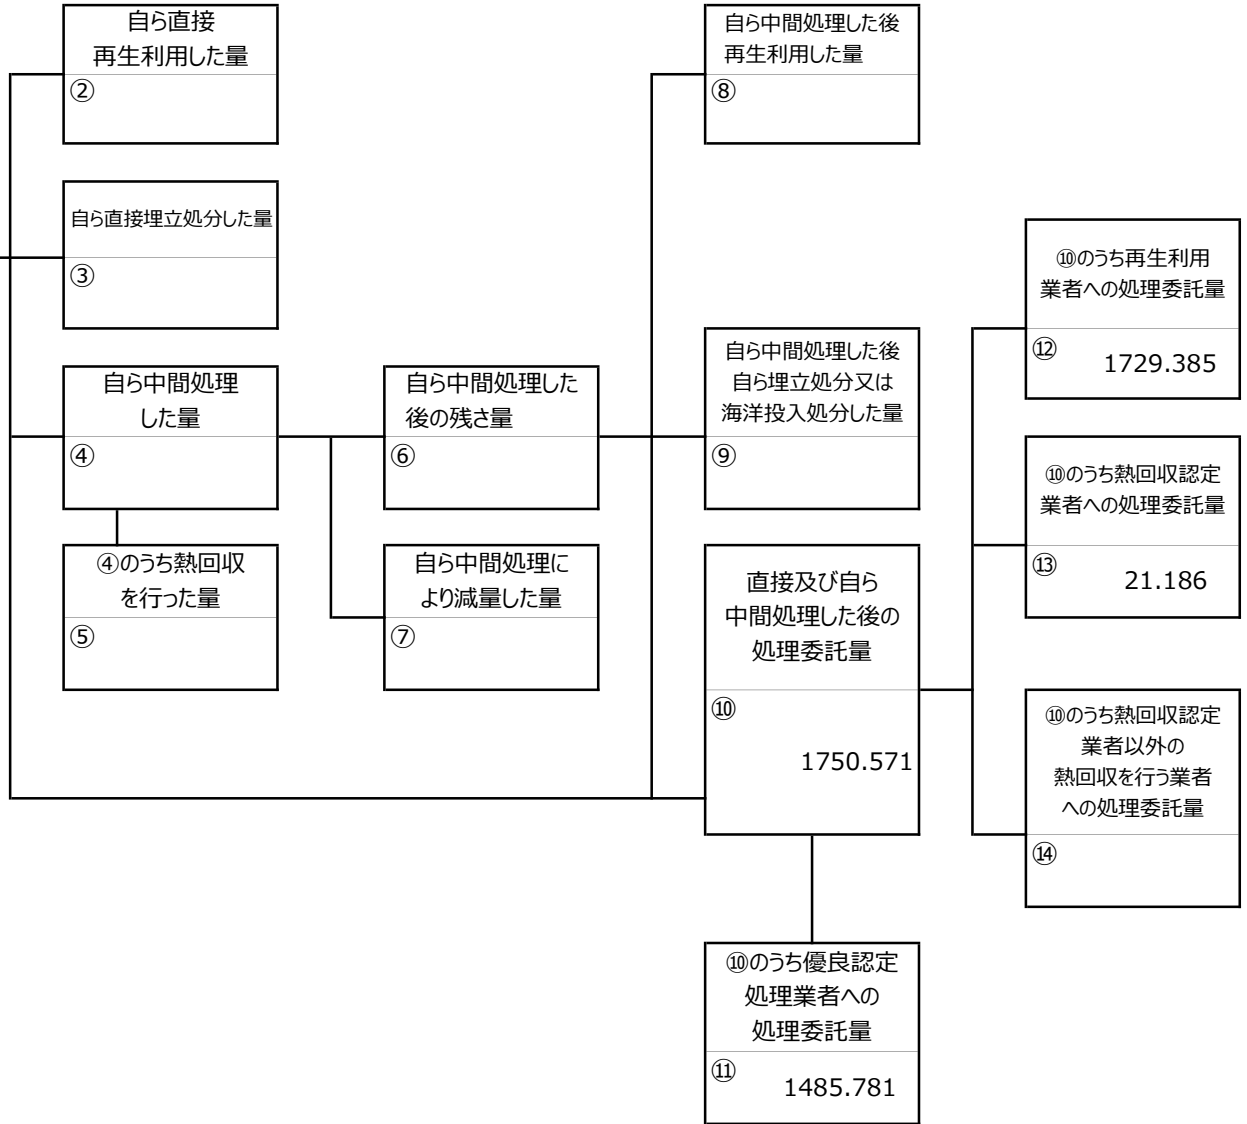 自ら直接
再生利用した量
②
自ら中間処理した後
再生利用した量
⑧
自ら直接埋立処分した量
③
⑩のうち再生利用
業者への処理委託量
⑫ 1729.385
自ら中間処理
した量
④
自ら中間処理した
後の残さ量
⑥
自ら中間処理した後
自ら埋立処分又は
海洋投入処分した量
⑨
⑩のうち熱回収認定
業者への処理委託量
⑬ 21.186
④のうち熱回収
を行った量
⑤
自ら中間処理に
より減量した量
⑦
直接及び自ら
中間処理した後の
処理委託量
⑩
1750.571
⑩のうち熱回収認定
業者以外の
熱回収を行う業者
への処理委託量
⑭
⑩のうち優良認定
処理業者への
処理委託量
⑪ 1485.781